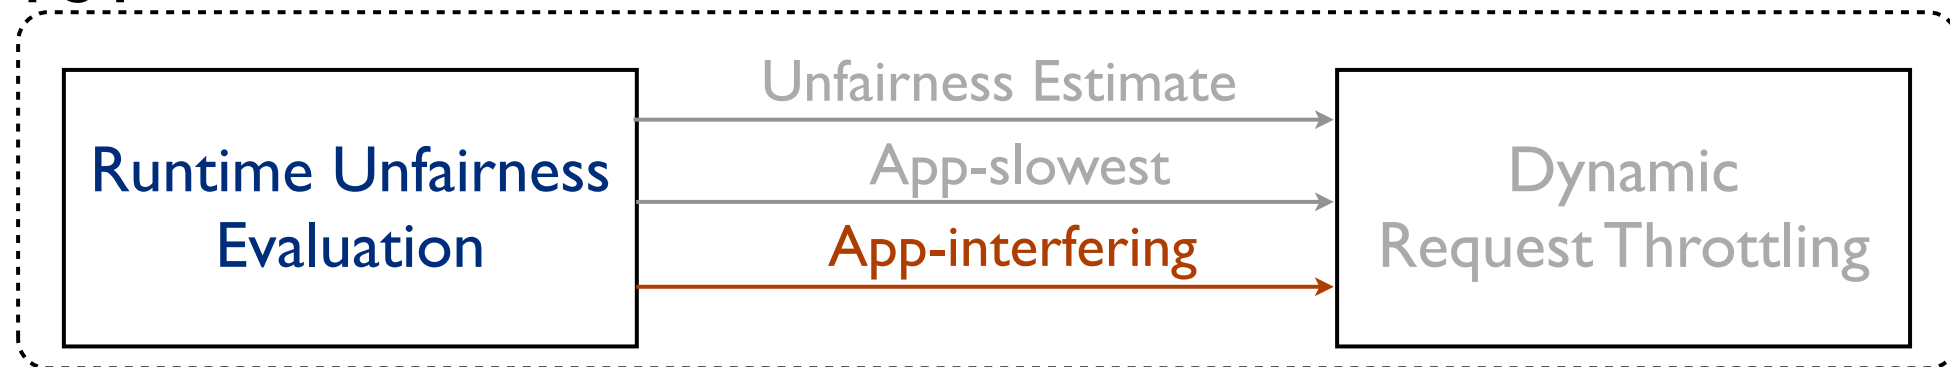 Unfairness Estimate
Runtime Unfairness
Evaluation
App-slowest
App-interfering
Dynamic
Request Throttling